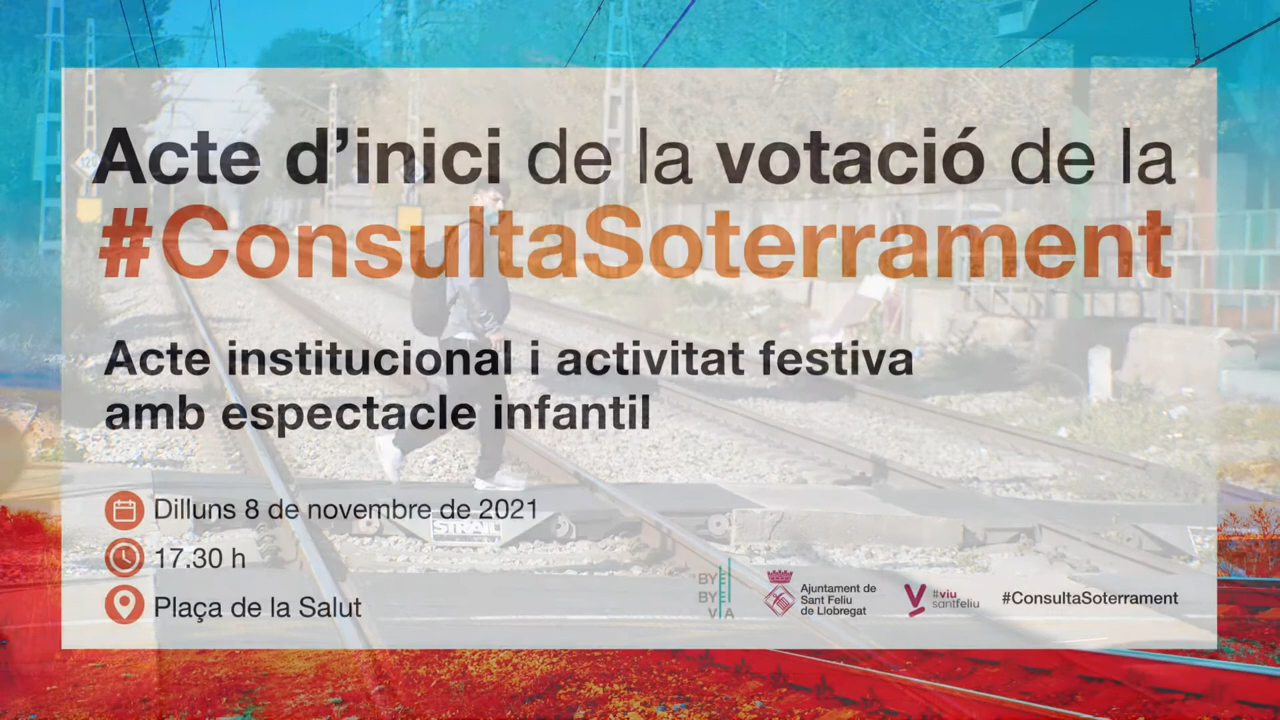 Acte d'inici de la votació de la
#ConsultaSoterrament
Acte institucional i activitat festiva
amb espectacle infantil
Dilluns 8 de novembre de 2021
17.30 h
Plaça de la Salut
BYE
BYE
VIA
Ajuntament de
Sant Feliu
de Llobregat
#viu
santfeliu
#ConsultaSoterrament
120